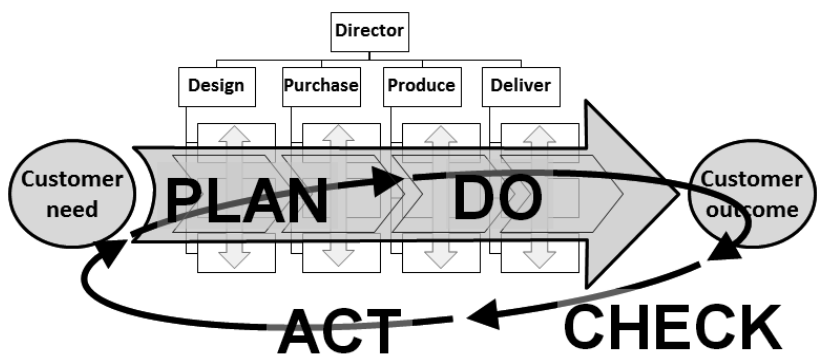 Director
Design
Purchase
Produce
Deliver
Customer
need
PLAN
DO
Customer
outcome
ACT
CHECK